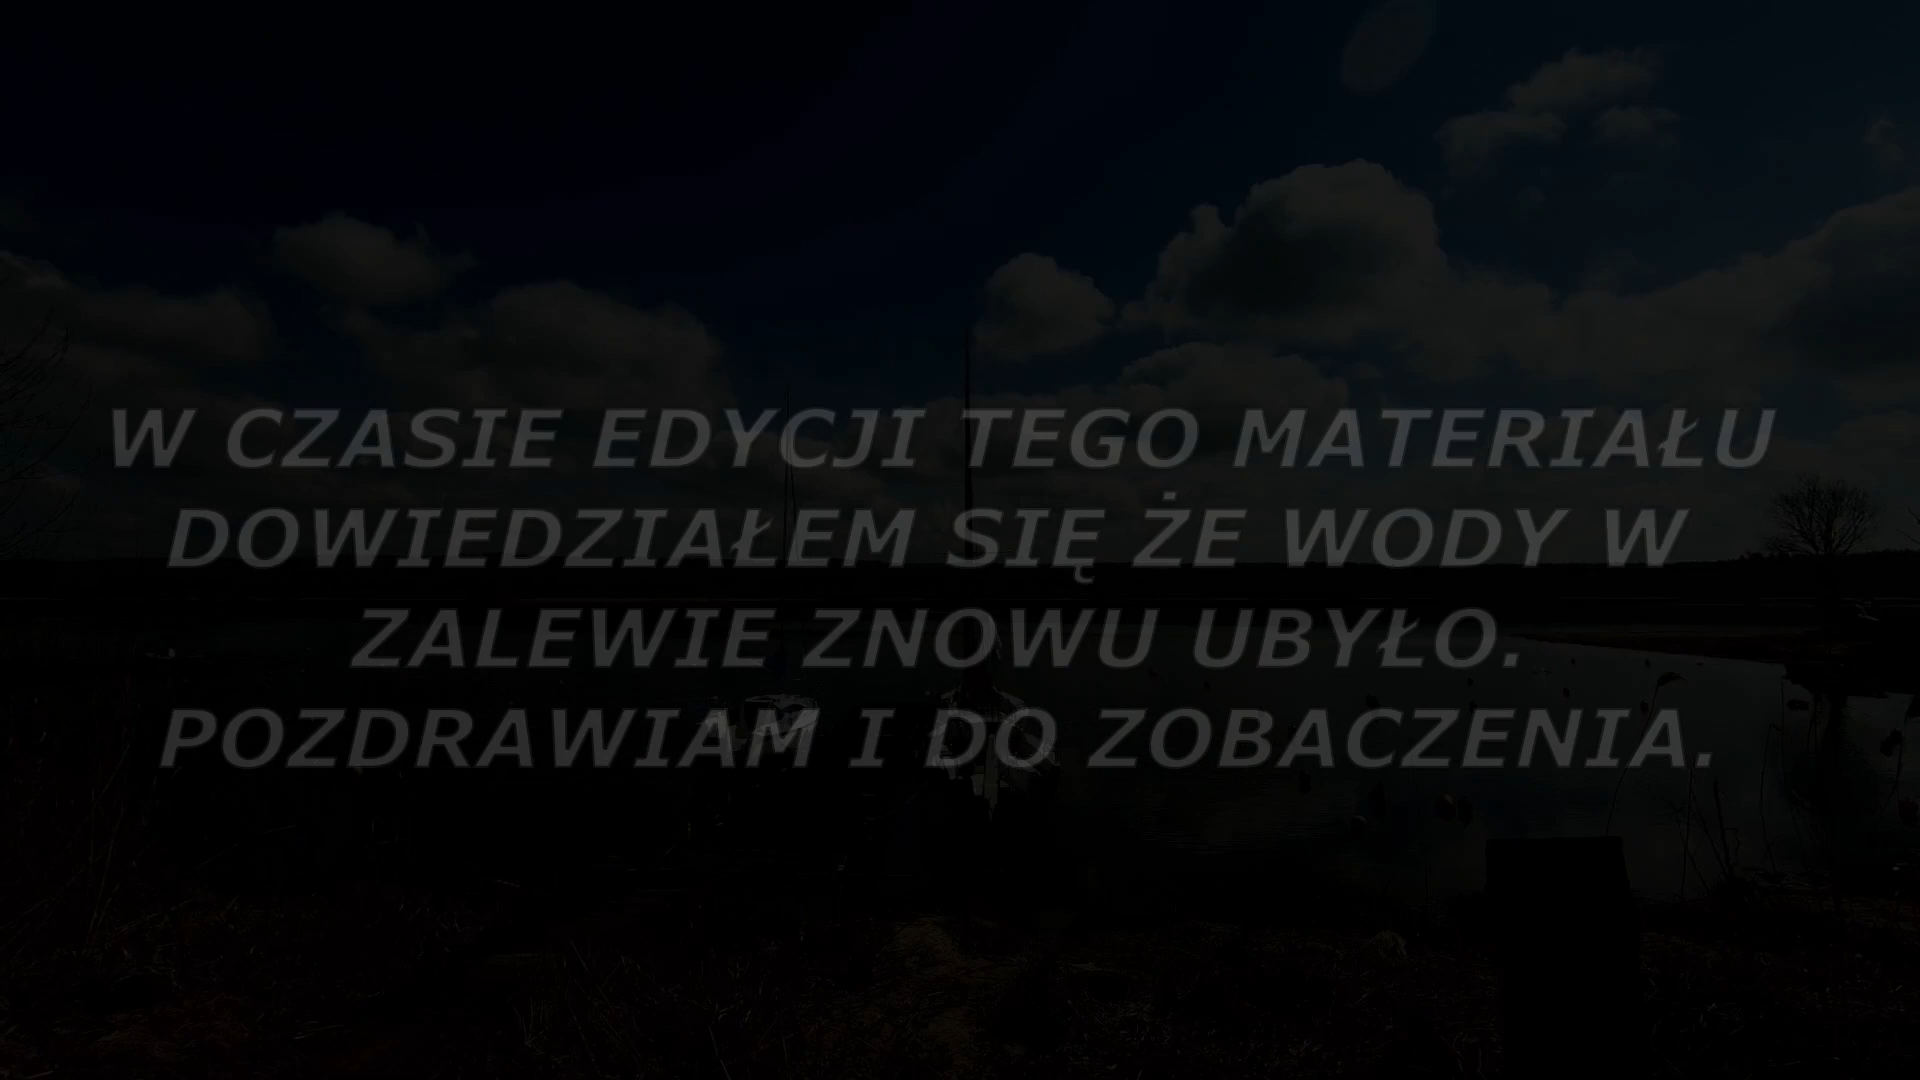 W CZASIE EDYCJI TEGO MATERIAŁU
DOWIEDZIAŁEM SIĘ ŻE WODY W
ZALEWIE ZNOWU UBYŁO.
POZDRAWIAM I DO ZOBACZENIA.